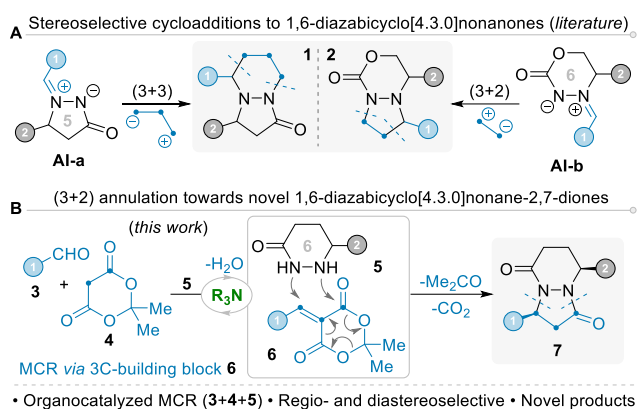 Stereoselective cycloadditions to 1,6-diazabicyclo[4.3.0]nonanones (literature)
A
1 1 2 O 2
N + N − (3+3) 1 O N N O 6
5 N N N N (3+2) O N − N +
2 O 2 O 1 1
AI-a − + + − AI-b
(3+2) annulation towards novel 1,6-diazabicyclo[4.3.0]nonane-2,7-diones
B
(this work)
1 CHO O O 6 2 O 2
3 + O -H2O HN NH 5 −Me2CO N N
O O Me 5 R3N 1 O O Me −CO2 1 O
4 Me 6 O O Me 7
MCR via 3C-building block 6
• Organocatalyzed MCR (3+4+5) • Regio- and diastereoselective • Novel products